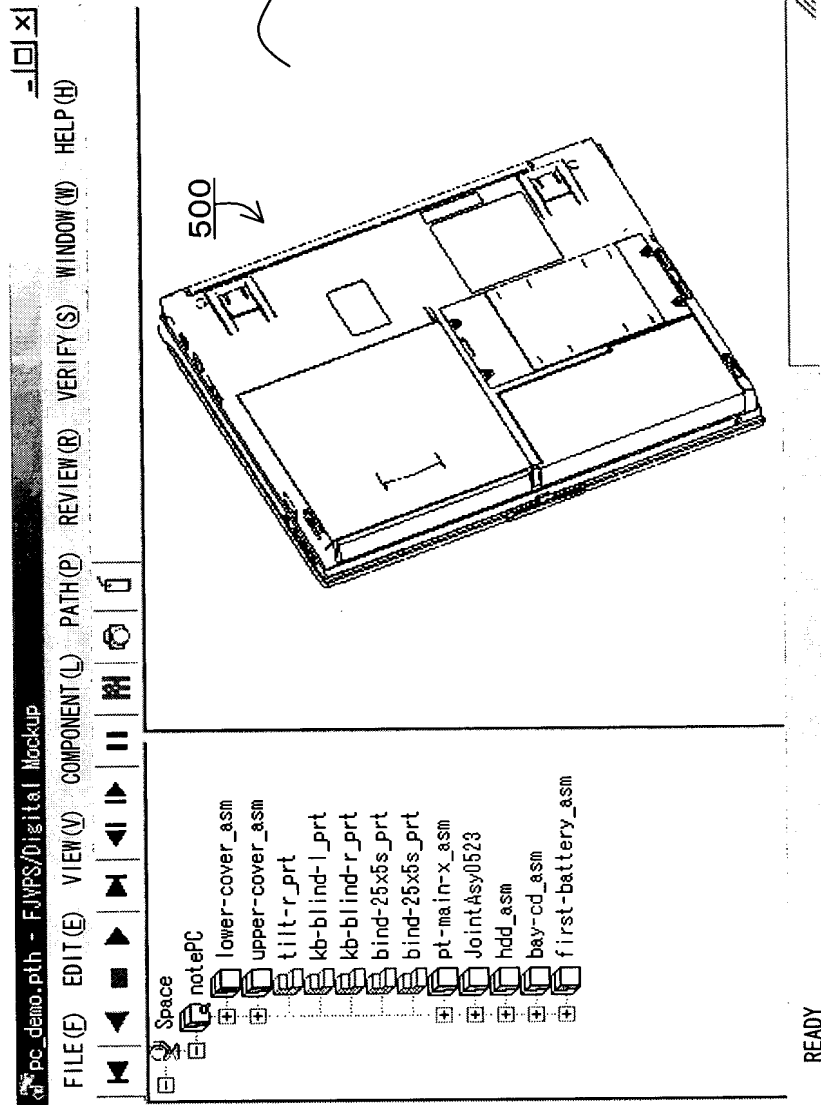 pc_demo.pth - FJVPS/Digital Mockup
FILE(F) EDIT(E) VIEW(V) COMPONENT(L) PATH(P) REVIEW(R) VERIFY(S) WINDOW(W) HELP(H)
Space
notePC
lower-cover_asm
upper-cover_asm
tilt-r_prt
kb-blind-l_prt
kb-blind-r_prt
bind-25x5s_prt
bind-25x5s_prt
pt-main-x_asm
JointAsy0523
hdd_asm
bay-cd_asm
first-battery_asm
500
READY